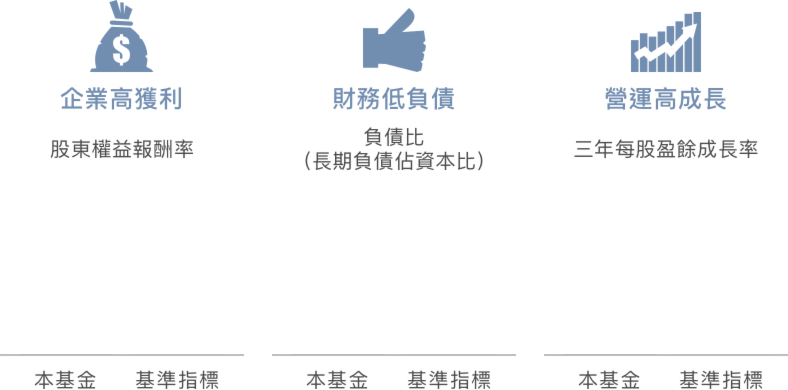 $
企業高獲利
股東權益報酬率
本基金 基準指標
財務低負債
負債比
（長期負債佔資本比）
本基金 基準指標
營運高成長
三年每股盈餘成長率
本基金 基準指標